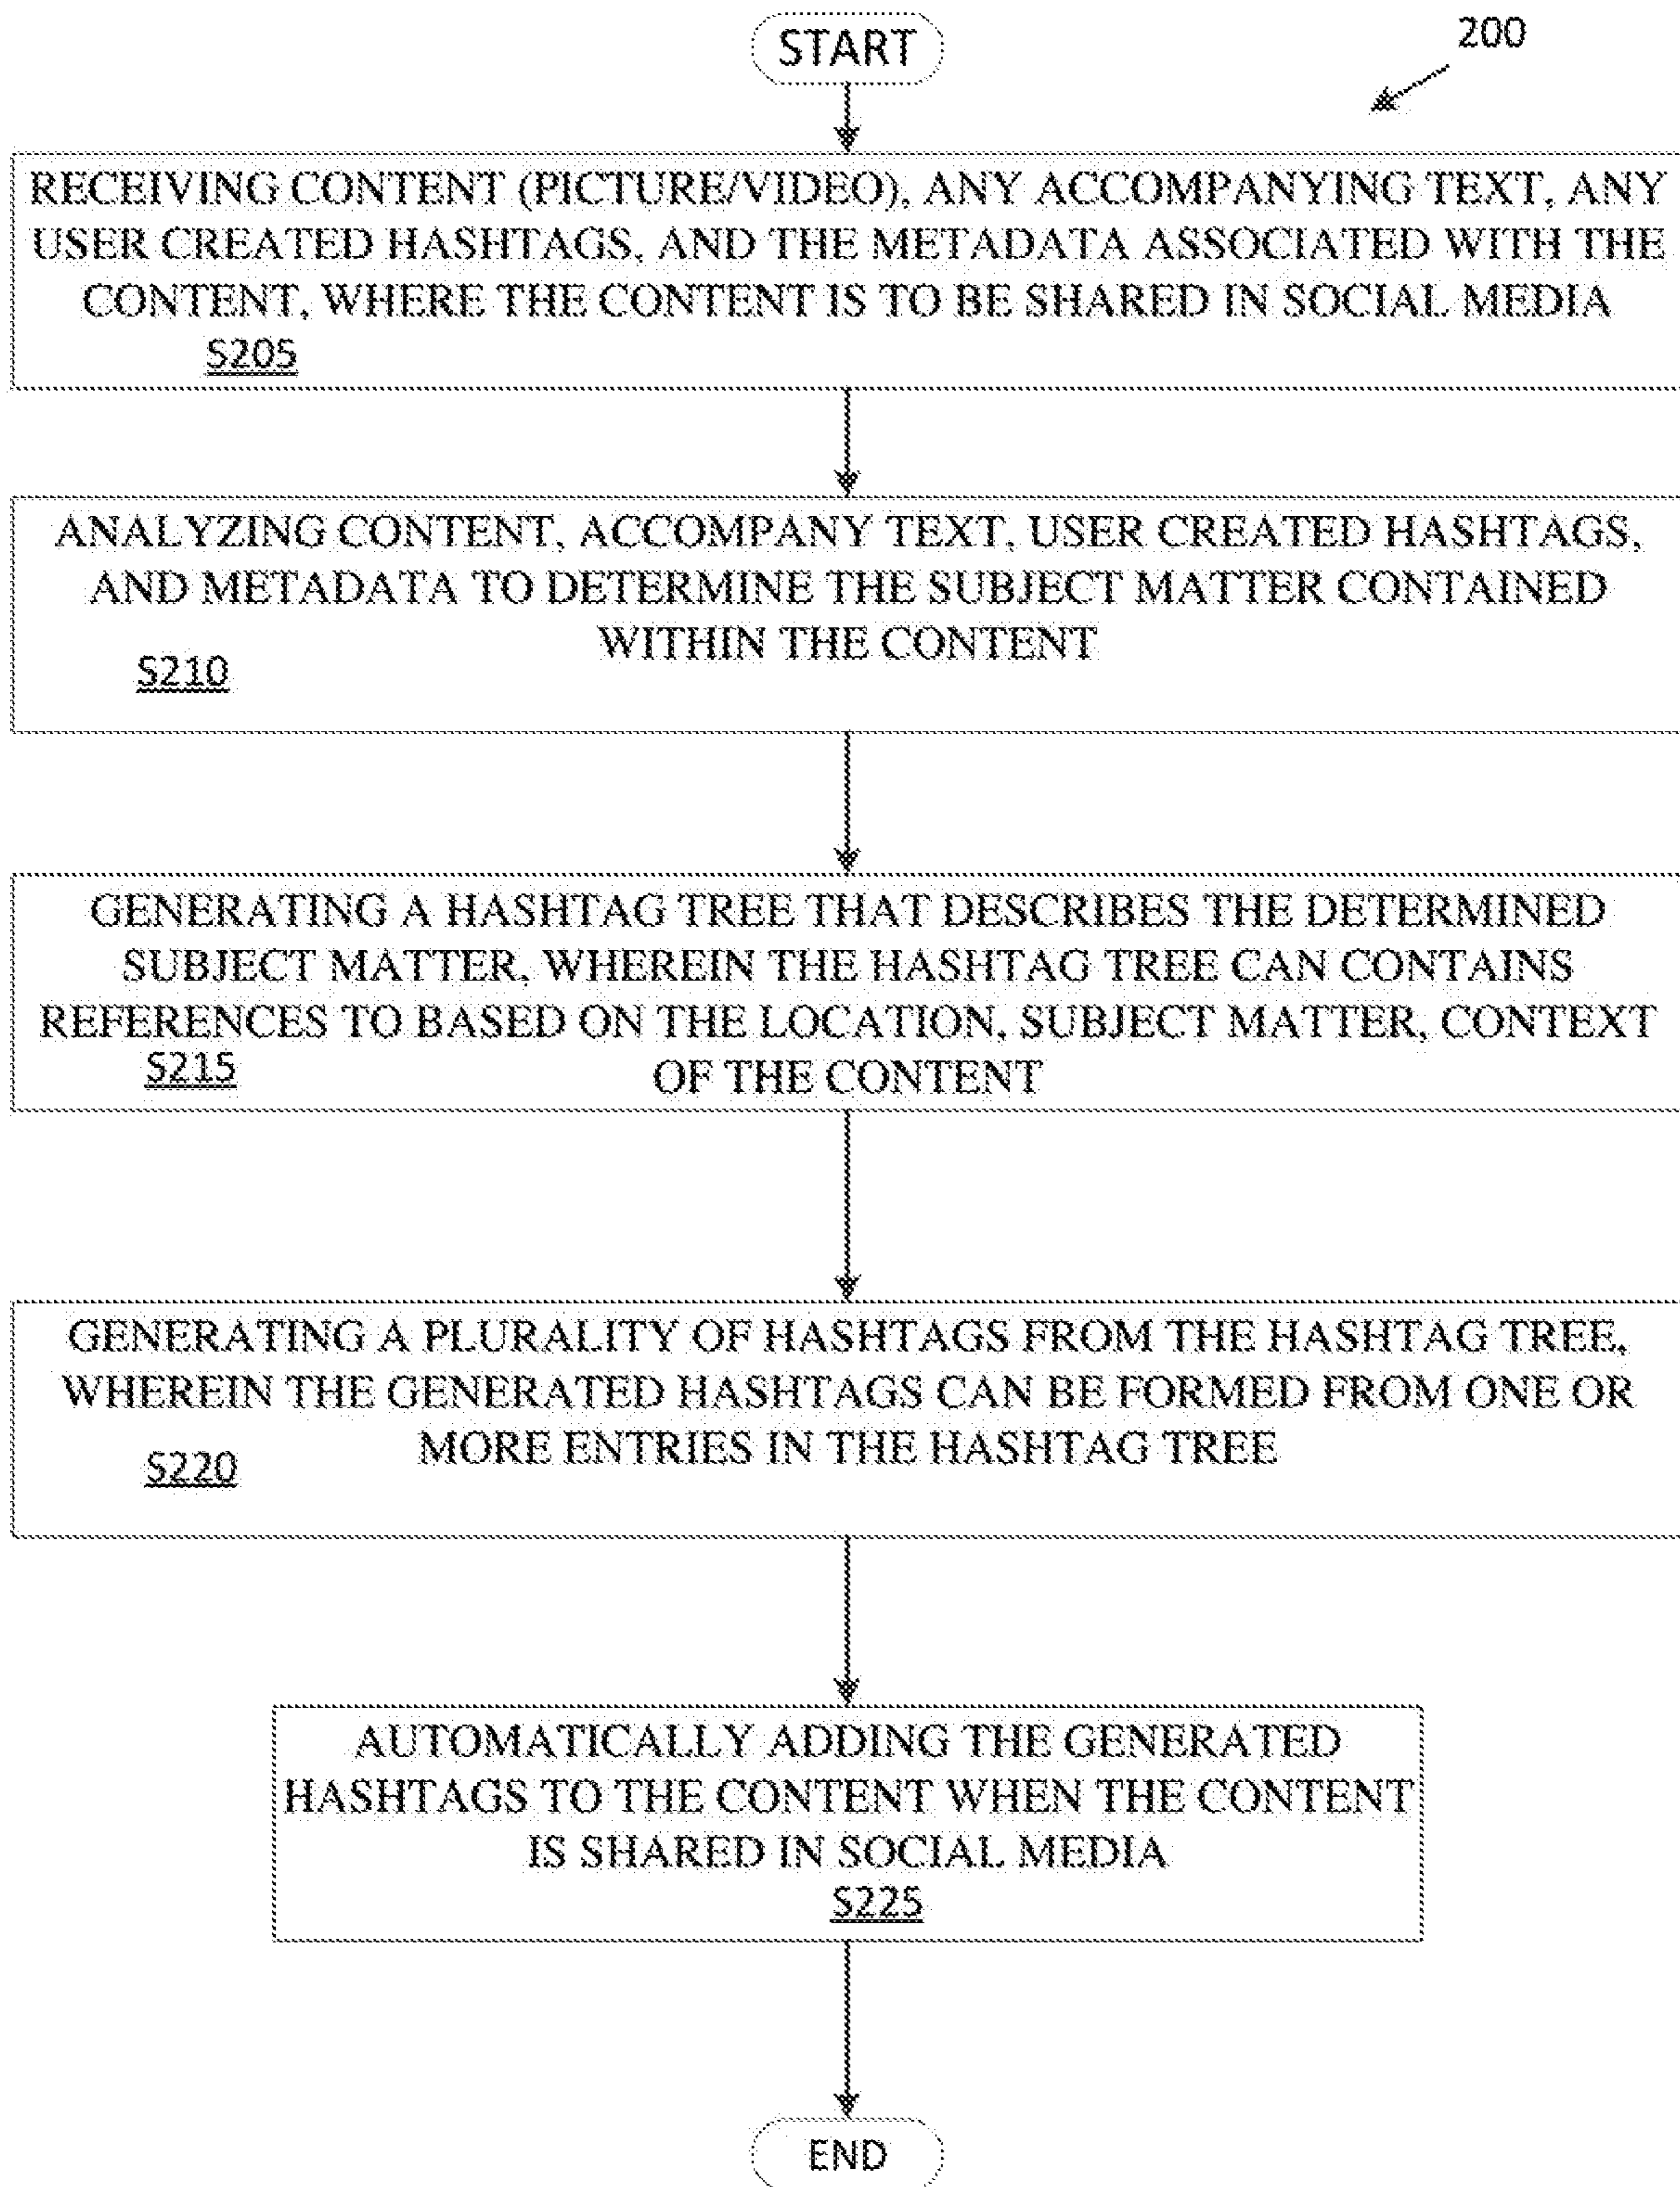 START
200
RECEIVING CONTENT (PICTURE/VIDEO), ANY ACCOMPANYING TEXT, ANY
USER CREATED HASHTAGS, AND THE METADATA ASSOCIATED WITH THE
CONTENT, WHERE THE CONTENT IS TO BE SHARED IN SOCIAL MEDIA
S205
ANALYZING CONTENT, ACCOMPANY TEXT, USER CREATED HASHTAGS,
AND METADATA TO DETERMINE THE SUBJECT MATTER CONTAINED
WITHIN THE CONTENT
S210
GENERATING A HASHTAG TREE THAT DESCRIBES THE DETERMINED
SUBJECT MATTER, WHEREIN THE HASHTAG TREE CAN CONTAINS
REFERENCES TO BASED ON THE LOCATION, SUBJECT MATTER, CONTEXT
OF THE CONTENT
S215
GENERATING A PLURALITY OF HASHTAGS FROM THE HASHTAG TREE,
WHEREIN THE GENERATED HASHTAGS CAN BE FORMED FROM ONE OR
MORE ENTRIES IN THE HASHTAG TREE
S220
AUTOMATICALLY ADDING THE GENERATED
HASHTAGS TO THE CONTENT WHEN THE CONTENT
IS SHARED IN SOCIAL MEDIA
S225
END